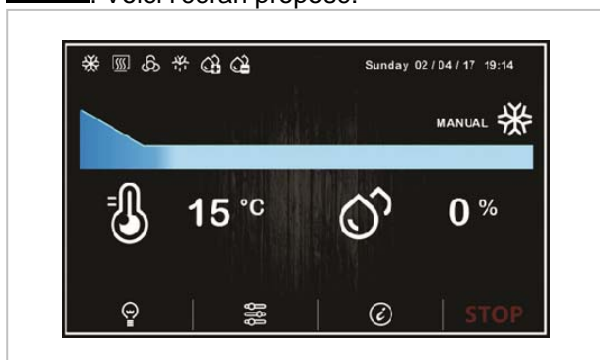 . Voici l'écran proposé:
Sunday 02 / 04 / 17 19:14
MANUAL
15 °C
0 %
STOP